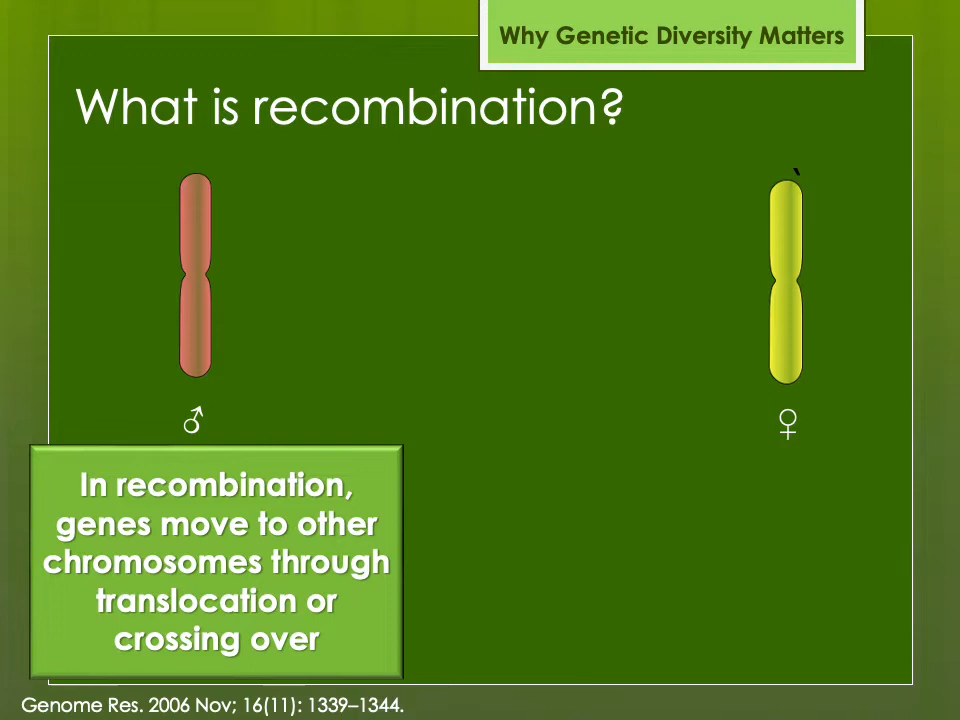 Why Genetic Diversity Matters
What is recombination?
`
♂
♀
In recombination,
genes move to other
chromosomes through
translocation or
crossing over
Genome Res. 2006 Nov; 16(11): 1339–1344.